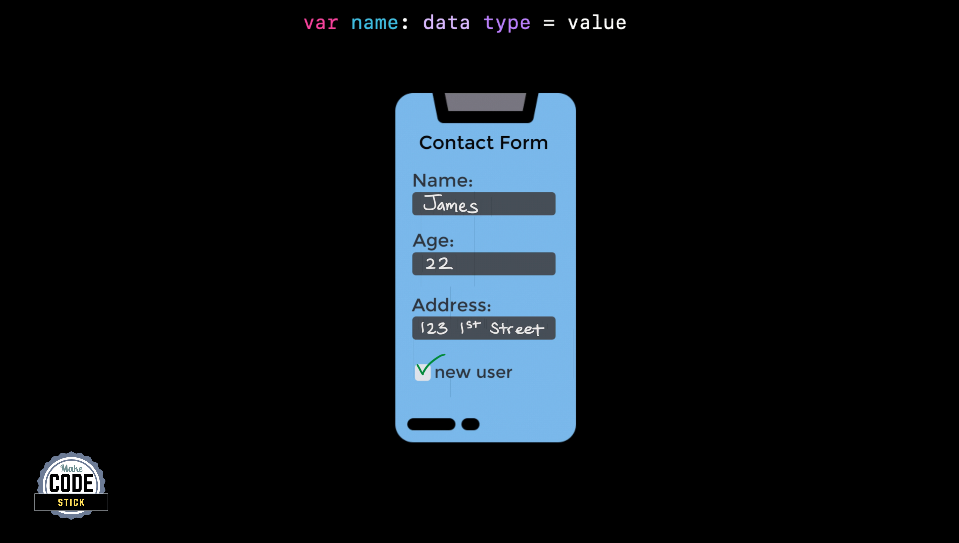 var name: data type = value
Contact Form
Name:
James
Age:
22
Address:
123 1st Street
new user
Make
CODE
STICK